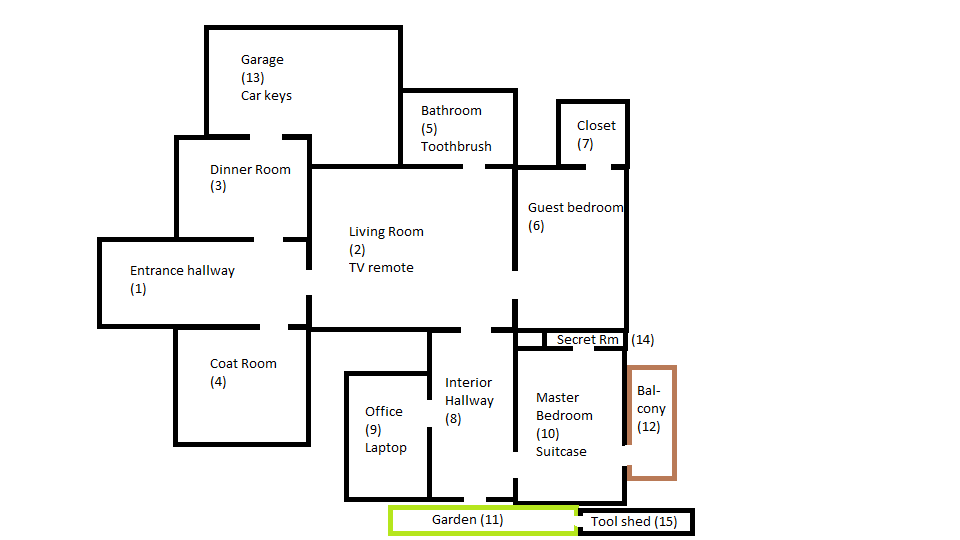 Garage
(13)
Car keys
Bathroom
(5)
Toothbrush
Closet
(7)
Dinner Room
(3)
Guest bedroom
(6)
Living Room
(2)
TV remote
Entrance hallway
(1)
Secret Rm (14)
Coat Room
(4)
Interior
Hallway
(8)
Office
(9)
Laptop
Master
Bedroom
(10)
Suitcase
Bal-
cony
(12)
Garden (11)
Tool shed (15)